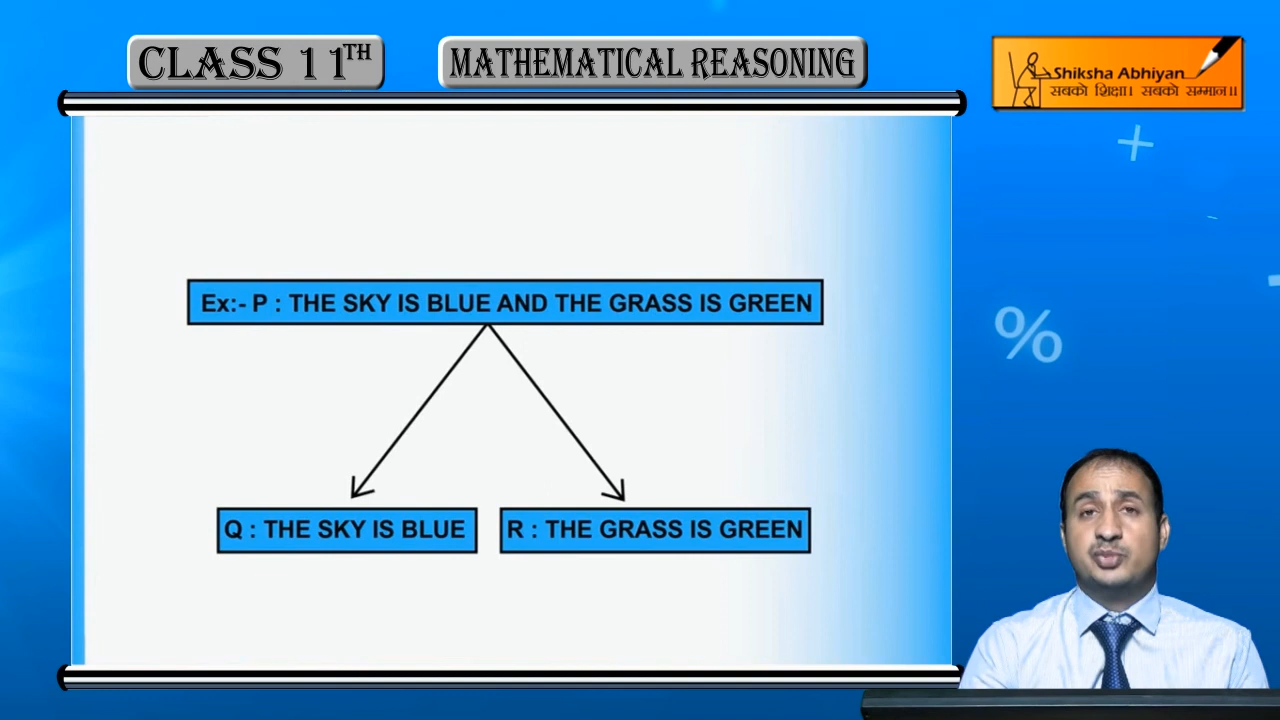 CLASS 11TH
MATHEMATICAL REASONING
Shiksha Abhiyan
सबको शिक्षा। सबको सम्मान॥
Ex:- P : THE SKY IS BLUE AND THE GRASS IS GREEN
Q : THE SKY IS BLUE
R : THE GRASS IS GREEN
%